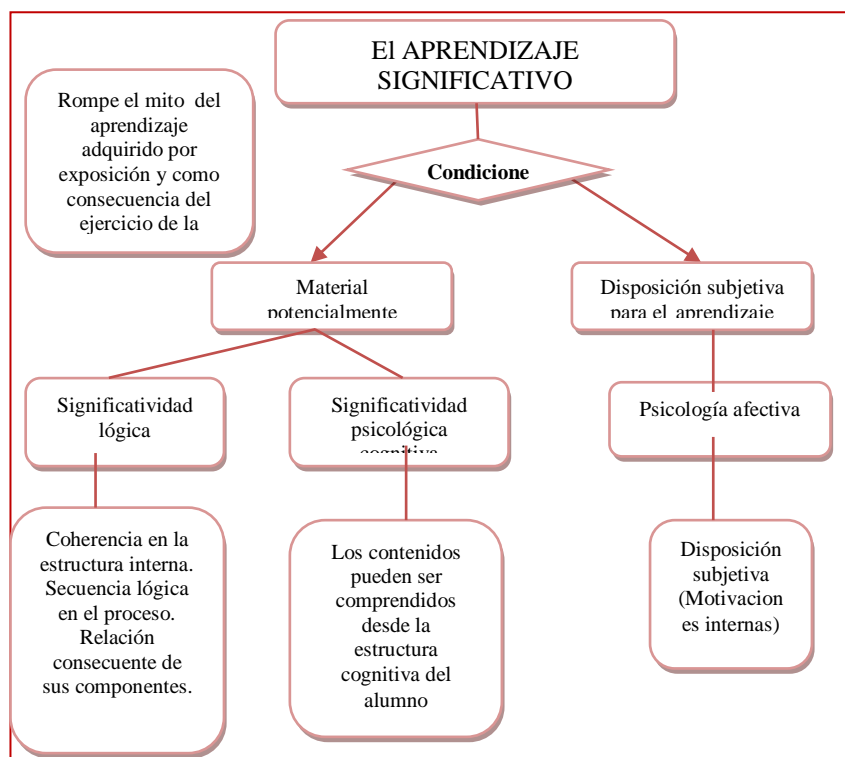 El APRENDIZAJE
SIGNIFICATIVO
Rompe el mito del
aprendizaje
adquirido por
exposición y como
consecuencia del
ejercicio de la
Condicione
Material
potencialmente
Disposición subjetiva
para el aprendizaje
Significatividad
lógica
Significatividad
psicológica
cognitiva
Psicología afectiva
Coherencia en la
estructura interna.
Secuencia lógica
en el proceso.
Relación
consecuente de
sus componentes.
Los contenidos
pueden ser
comprendidos
desde la
estructura
cognitiva del
alumno
Disposición
subjetiva
(Motivacion
es internas)